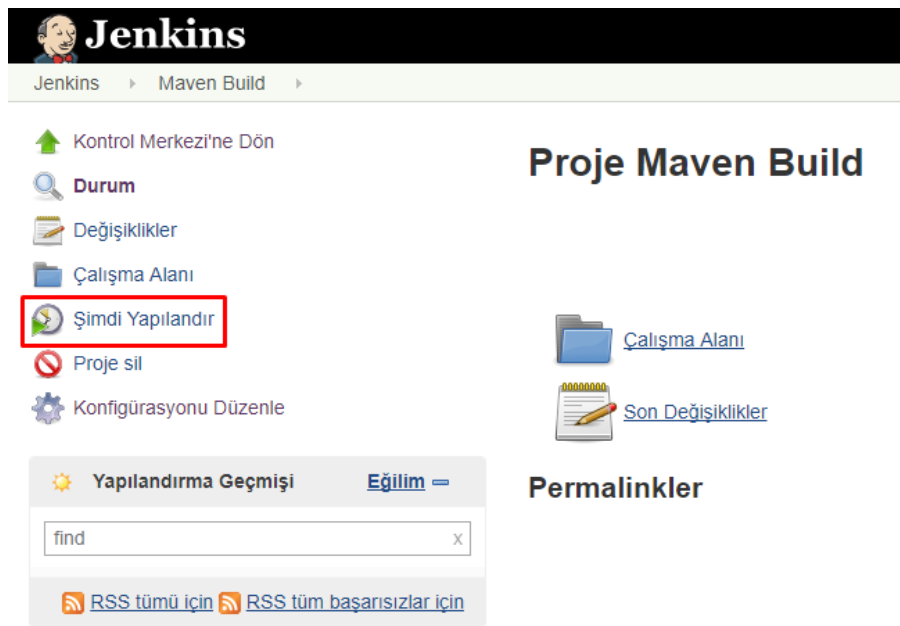 Jenkins
Jenkins Maven Build
Kontrol Merkezi'ne Dön
Durum
Değişiklikler
Çalışma Alanı
Şimdi Yapılandır
Proje sil
Konfigürasyonu Düzenle
Yapılandırma Geçmişi Eğilim
find x
RSS tümü için RSS tüm başarısızlar için
Proje Maven Build
Çalışma Alanı
Son Değişiklikler
Permalinkler